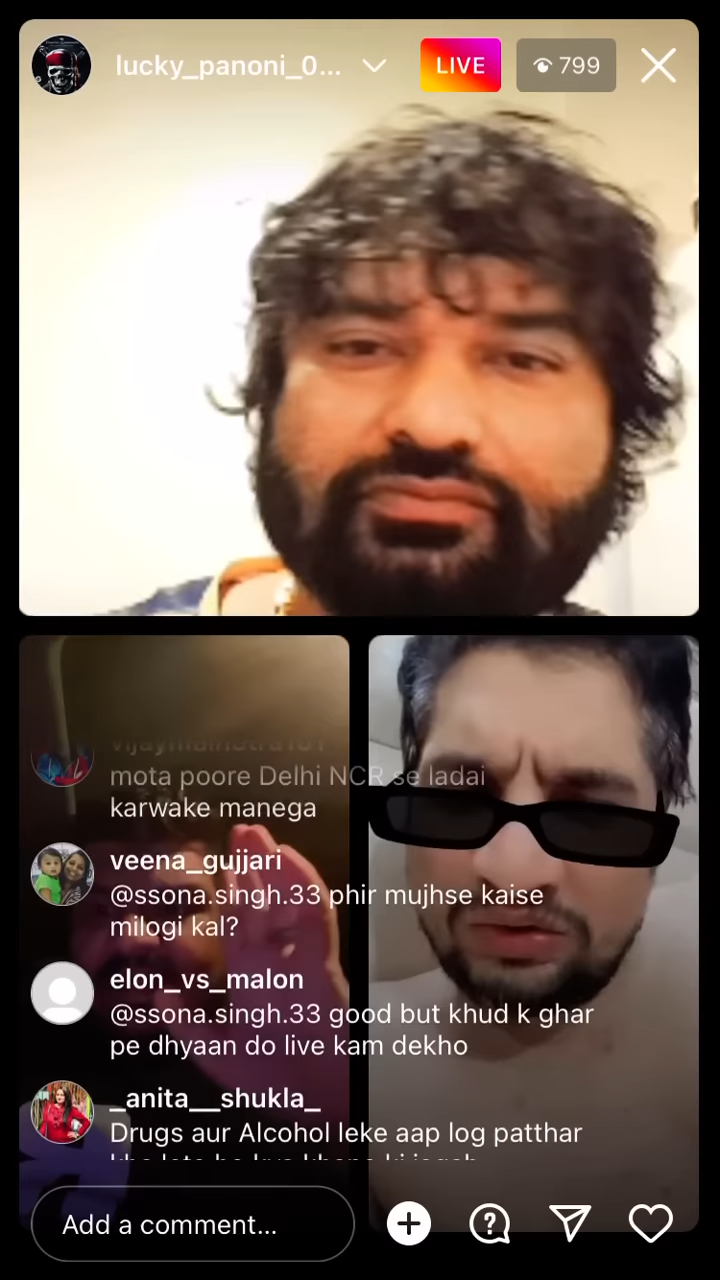 lucky_panoni_0...
LIVE
799
mota poore Delhi NCR se ladai
karwake manega
veena_gujjari
@ssona.singh.33 phir mujhse kaise
milogi kal?
elon_vs_malon
@ssona.singh.33 good but khud k ghar
pe dhyaan do live kam dekho
_anita__shukla_
Drugs aur Alcohol leke aap log patthar
Add a comment...